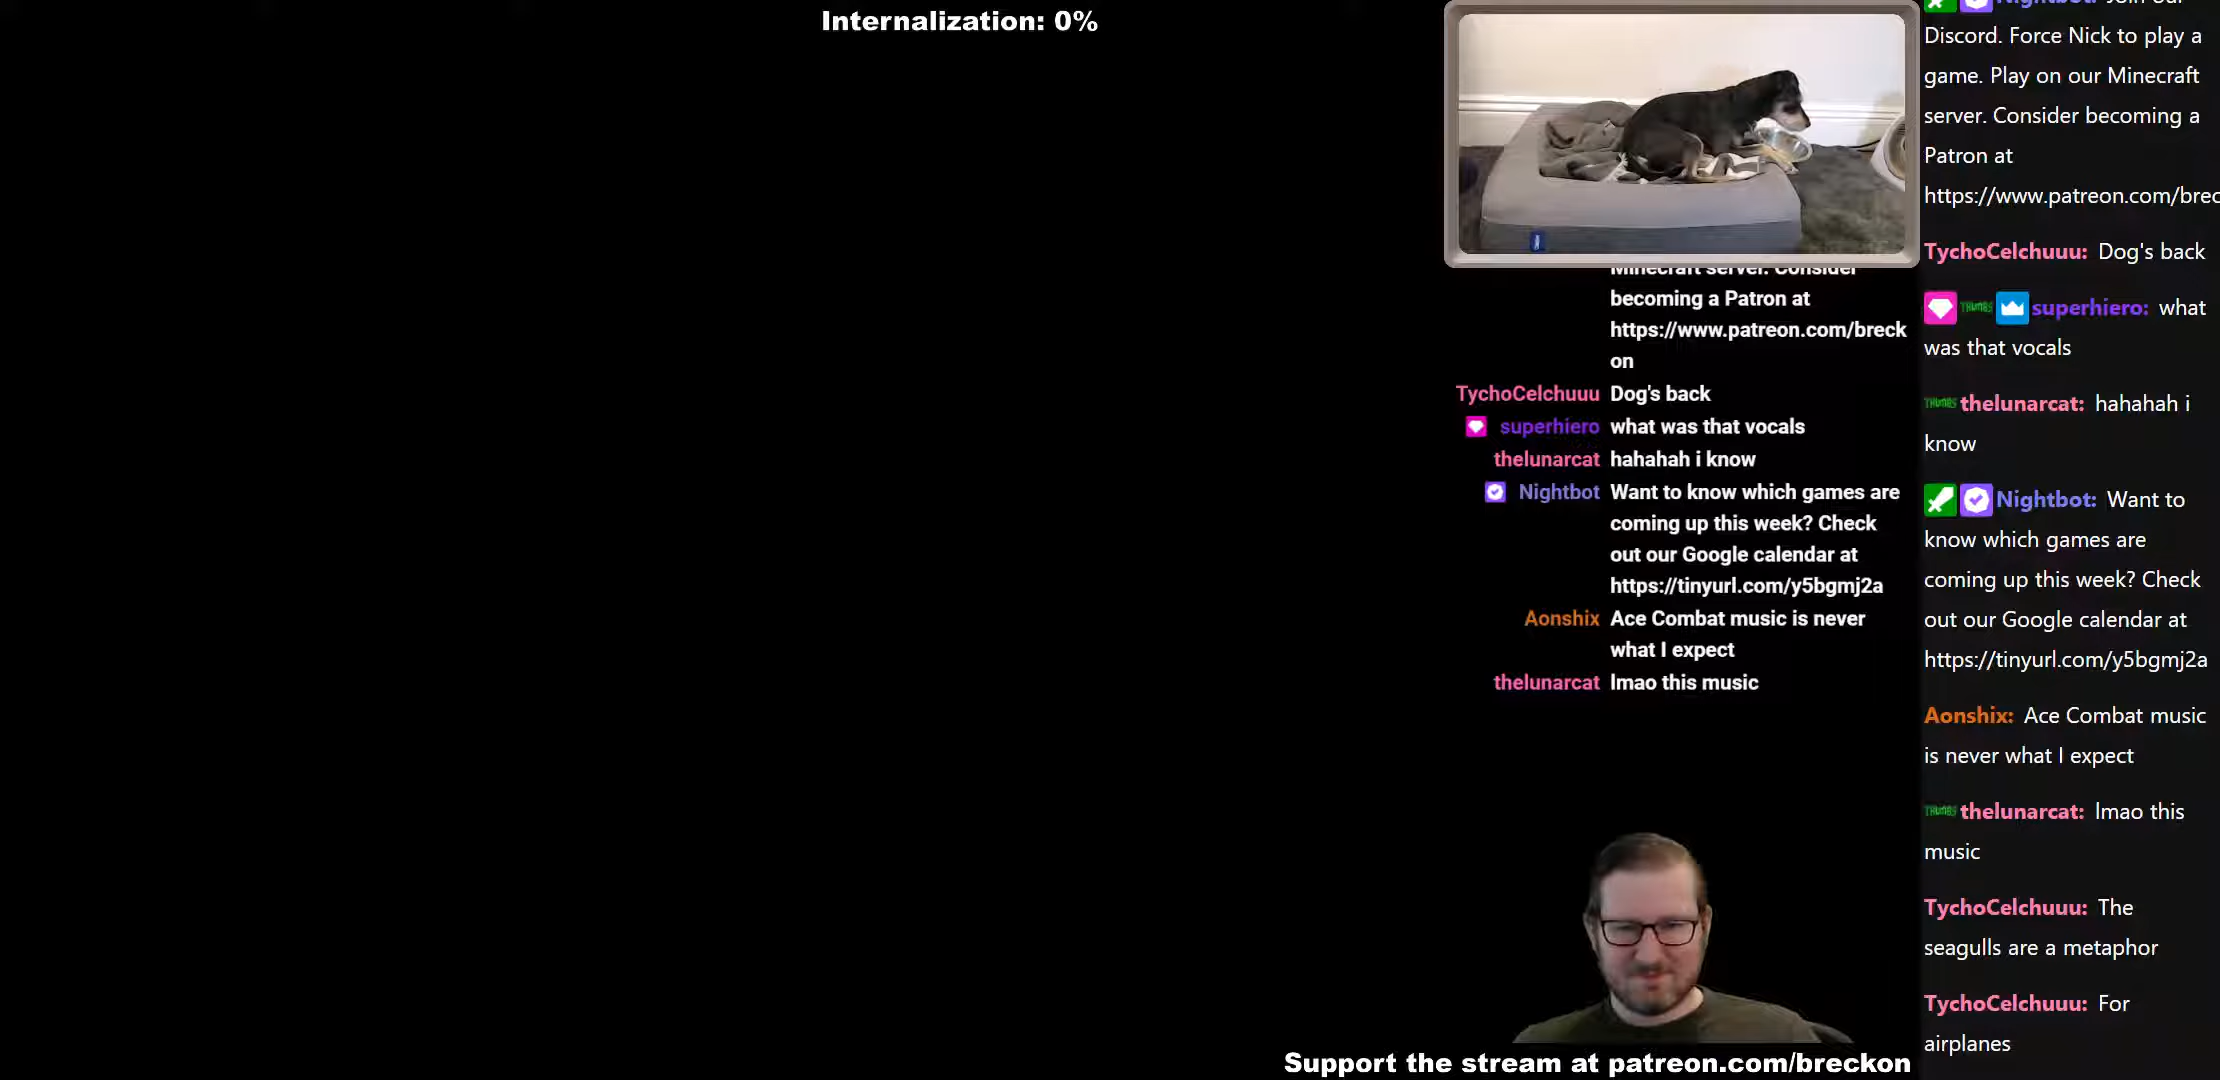 Internalization: 0%
becoming a Patron at
https://www.patreon.com/breck
on
TychoCelchuuu Dog's back
superhiero what was that vocals
thelunarcat hahahah i know
Nightbot Want to know which games are
coming up this week? Check
out our Google calendar at
https://tinyurl.com/y5bgmj2a
Aonshix Ace Combat music is never
what I expect
thelunarcat lmao this music
Support the stream at patreon.com/breckon
Discord. Force Nick to play a
game. Play on our Minecraft
server. Consider becoming a
Patron at
https://www.patreon.com/brec
TychoCelchuuu: Dog's back
THUMBS superhiero: what
was that vocals
THUMBS thelunarcat: hahahah i
know
Nightbot: Want to
know which games are
coming up this week? Check
out our Google calendar at
https://tinyurl.com/y5bgmj2a
Aonshix: Ace Combat music
is never what I expect
THUMBS thelunarcat: lmao this
music
TychoCelchuuu: The
seagulls are a metaphor
TychoCelchuuu: For
airplanes